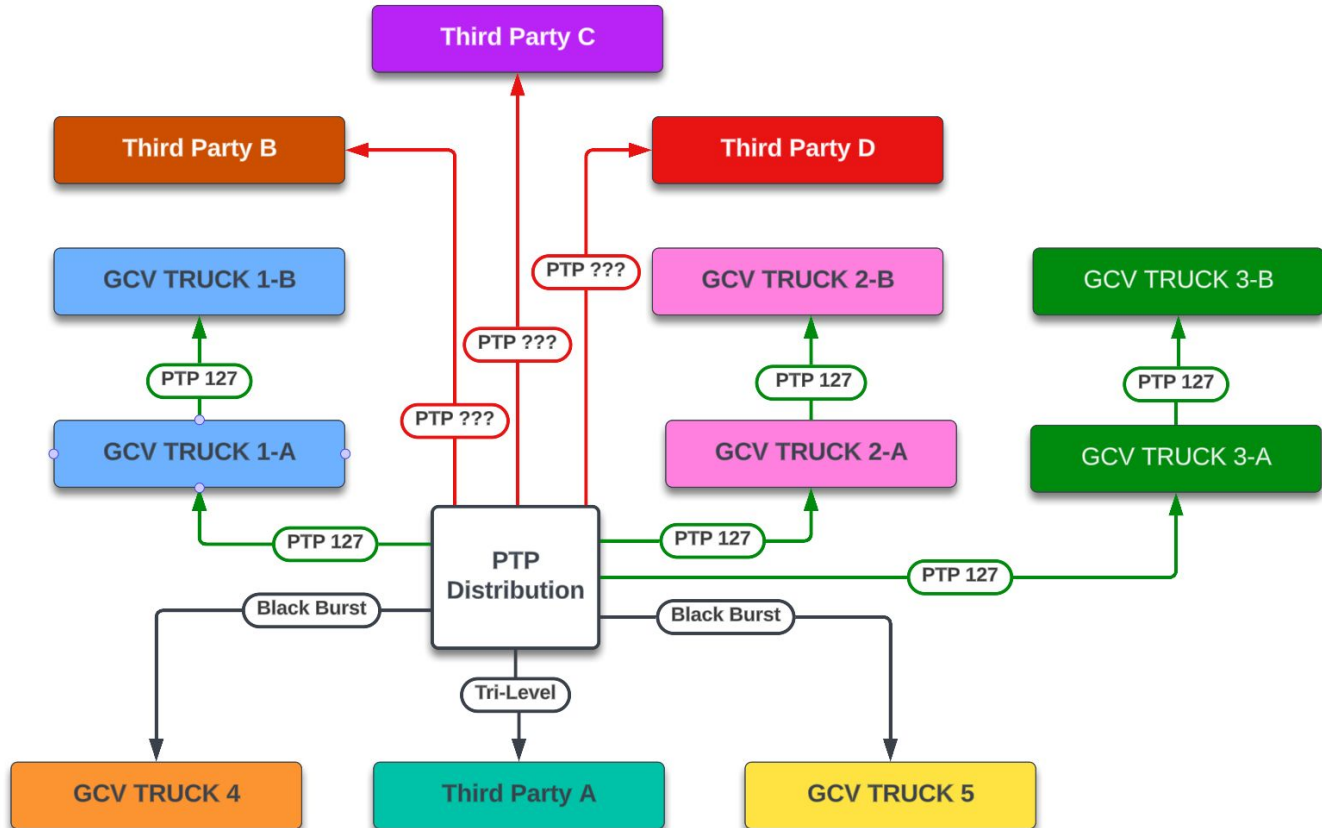 Third Party C
Third Party B
Third Party D
PTP ???
GCV TRUCK 1-B
GCV TRUCK 2-B
GCV TRUCK 3-B
PTP ???
PTP 127
PTP 127
PTP 127
PTP ???
GCV TRUCK 1-A
GCV TRUCK 2-A
GCV TRUCK 3-A
PTP 127
PTP
Distribution
PTP 127
PTP 127
Black Burst
Black Burst
Tri-Level
GCV TRUCK 4
Third Party A
GCV TRUCK 5